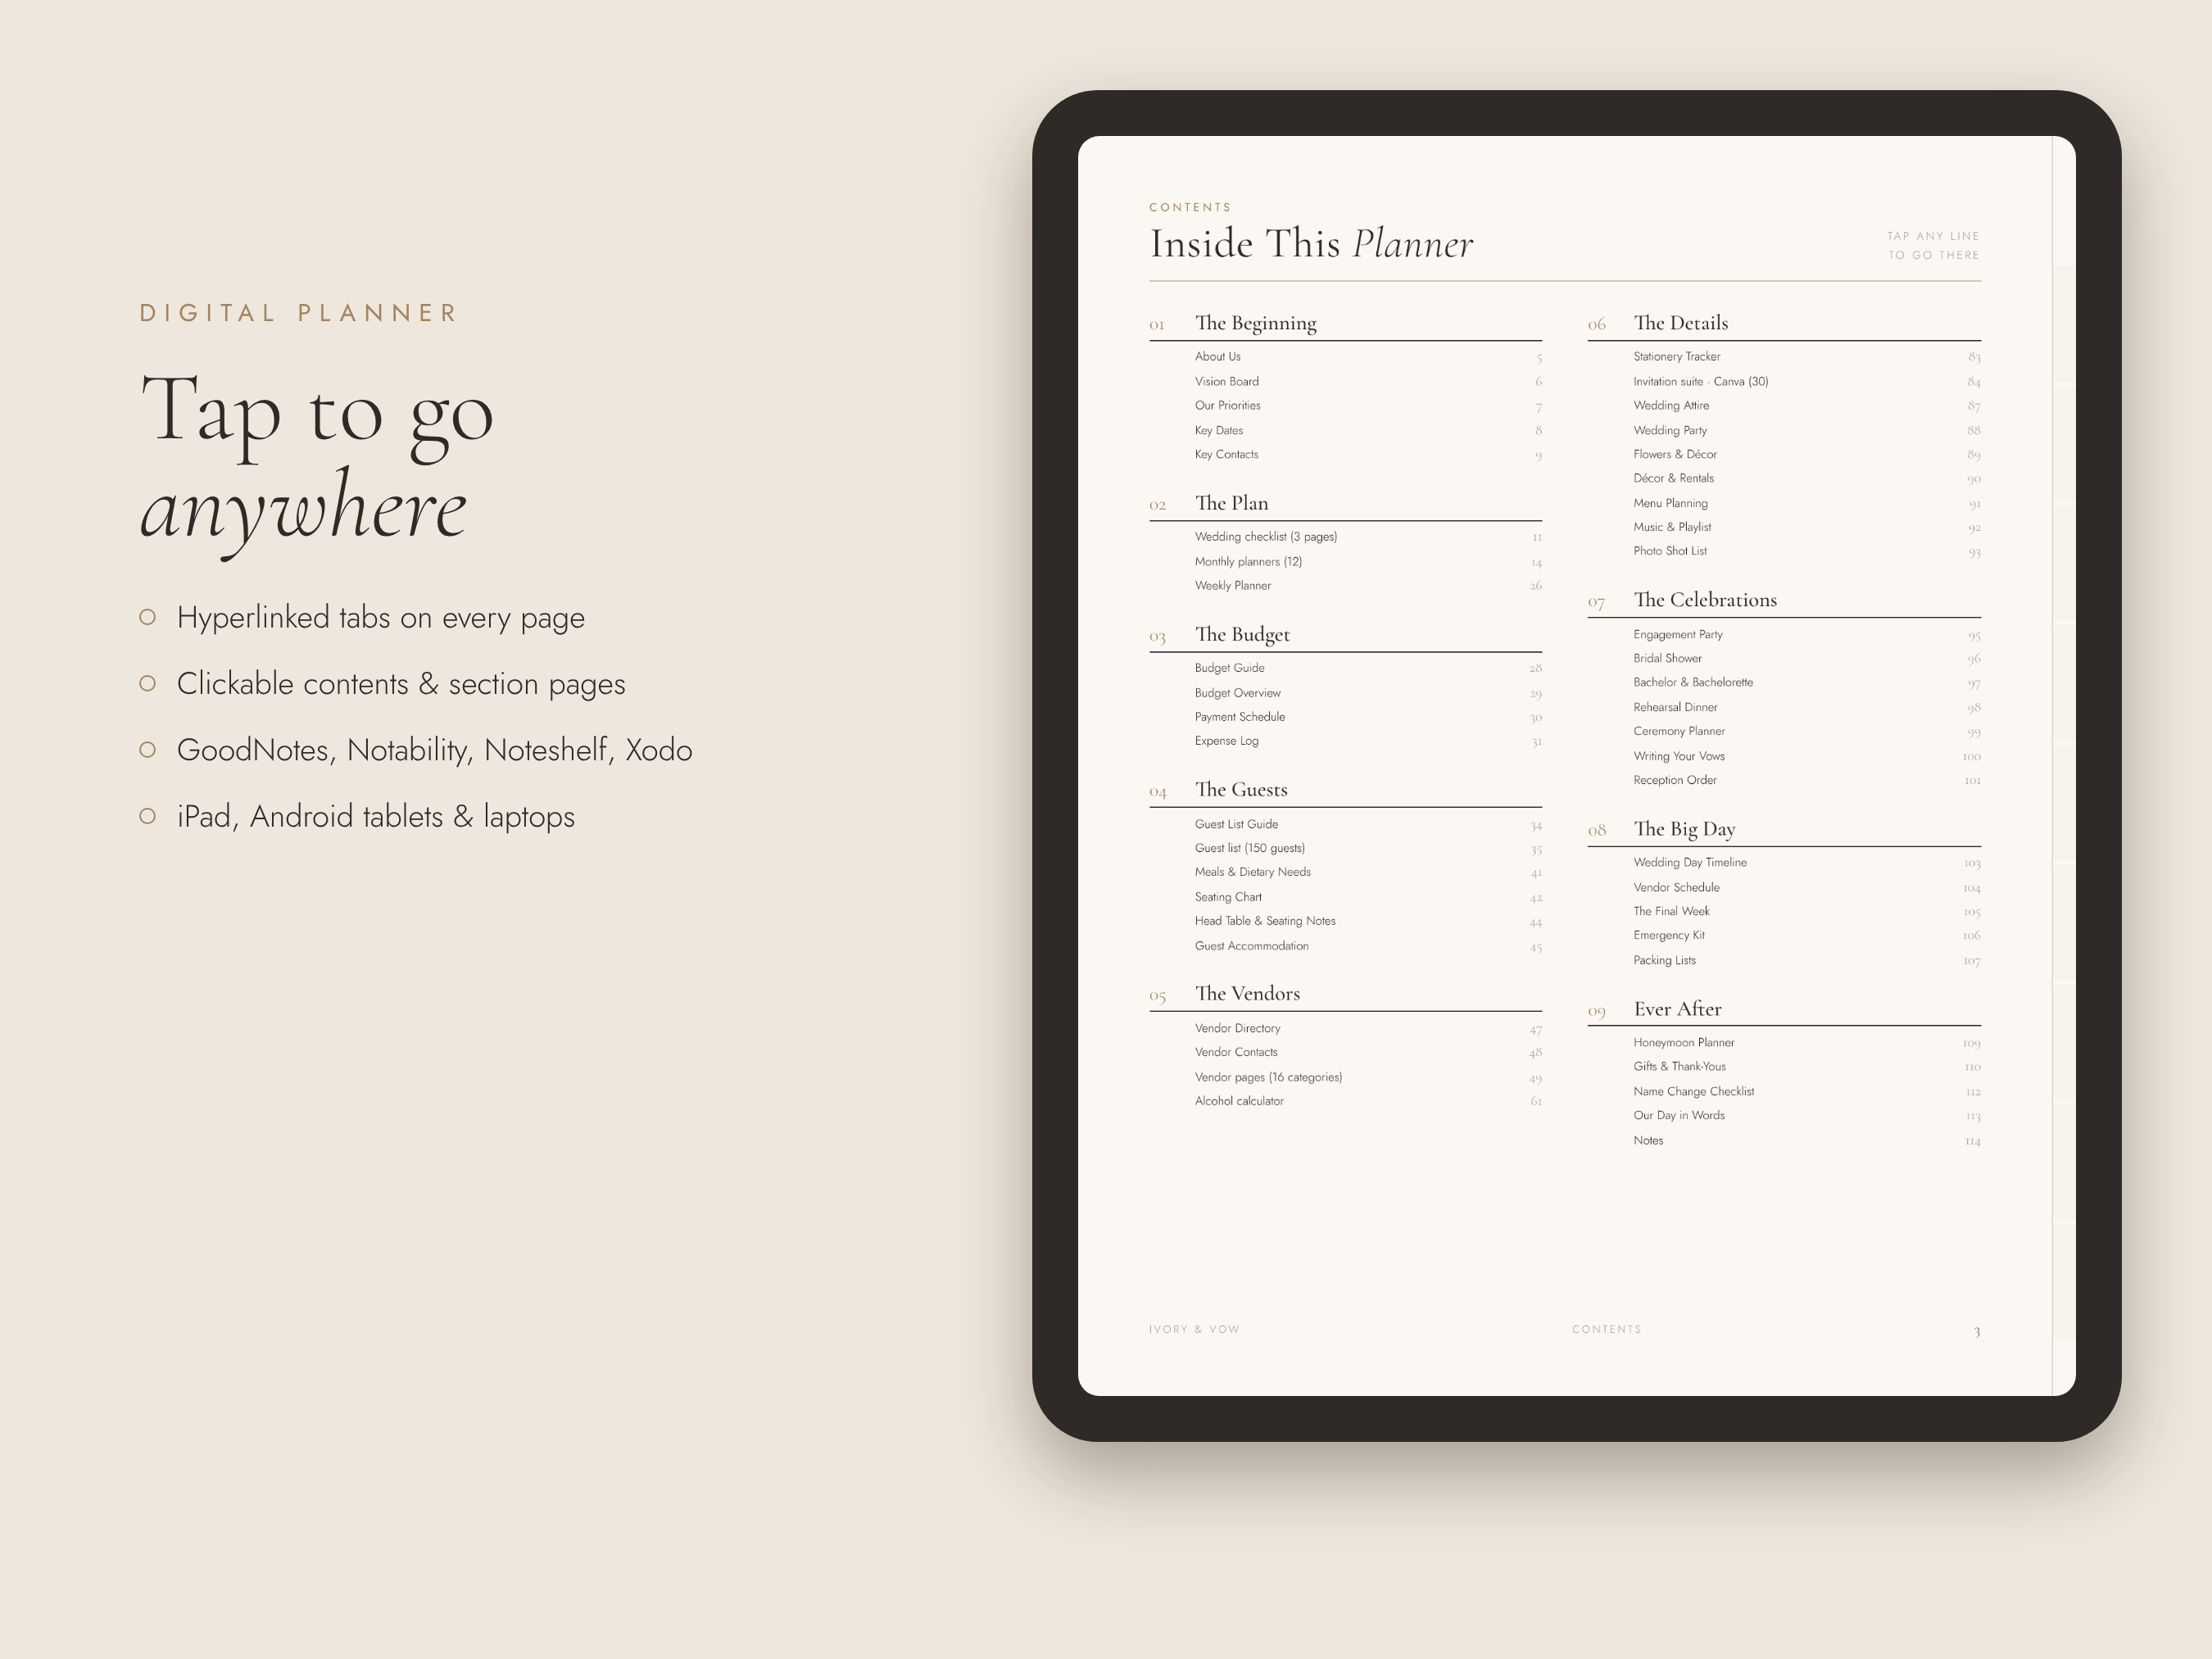 DIGITAL PLANNER
Tap to go
anywhere
Hyperlinked tabs on every page
Clickable contents & section pages
GoodNotes, Notability, Noteshelf, Xodo
iPad, Android tablets & laptops
CONTENTS
Inside This Planner
TAP ANY LINE
TO GO THERE
01 The Beginning
About Us 5
Vision Board 6
Our Priorities 7
Key Dates 8
Key Contacts 9
02 The Plan
Wedding checklist (3 pages) 11
Monthly planners (12) 14
Weekly Planner 26
03 The Budget
Budget Guide 28
Budget Overview 29
Payment Schedule 30
Expense Log 31
04 The Guests
Guest List Guide 34
Guest list (150 guests) 35
Meals & Dietary Needs 41
Seating Chart 42
Head Table & Seating Notes 44
Guest Accommodation 45
05 The Vendors
Vendor Directory 47
Vendor Contacts 48
Vendor pages (16 categories) 49
Alcohol calculator 61
06 The Details
Stationery Tracker 83
Invitation suite · Canva (30) 84
Wedding Attire 87
Wedding Party 88
Flowers & Décor 89
Décor & Rentals 90
Menu Planning 91
Music & Playlist 92
Photo Shot List 93
07 The Celebrations
Engagement Party 95
Bridal Shower 96
Bachelor & Bachelorette 97
Rehearsal Dinner 98
Ceremony Planner 99
Writing Your Vows 100
Reception Order 101
08 The Big Day
Wedding Day Timeline 103
Vendor Schedule 104
The Final Week 105
Emergency Kit 106
Packing Lists 107
09 Ever After
Honeymoon Planner 109
Gifts & Thank-Yous 110
Name Change Checklist 112
Our Day in Words 113
Notes 114
IVORY & VOW
CONTENTS
3